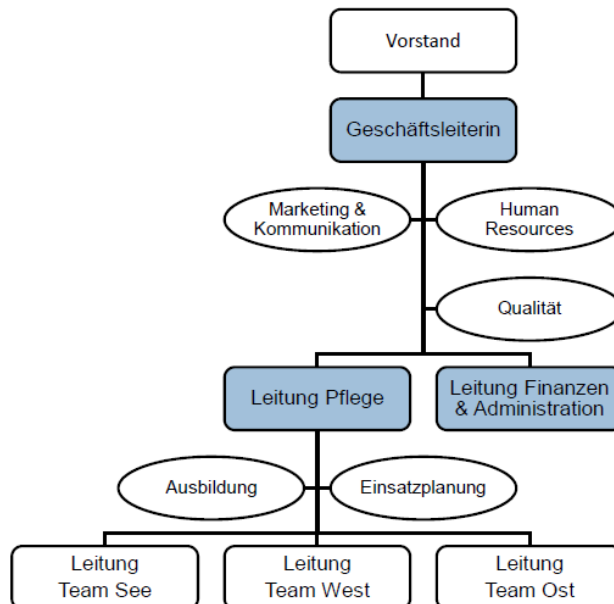 Vorstand
Geschäftsleiterin
Marketing &
Kommunikation
Human
Resources
Qualität
Leitung Pflege
Leitung Finanzen
& Administration
Ausbildung
Einsatzplanung
Leitung
Team See
Leitung
Team West
Leitung
Team Ost